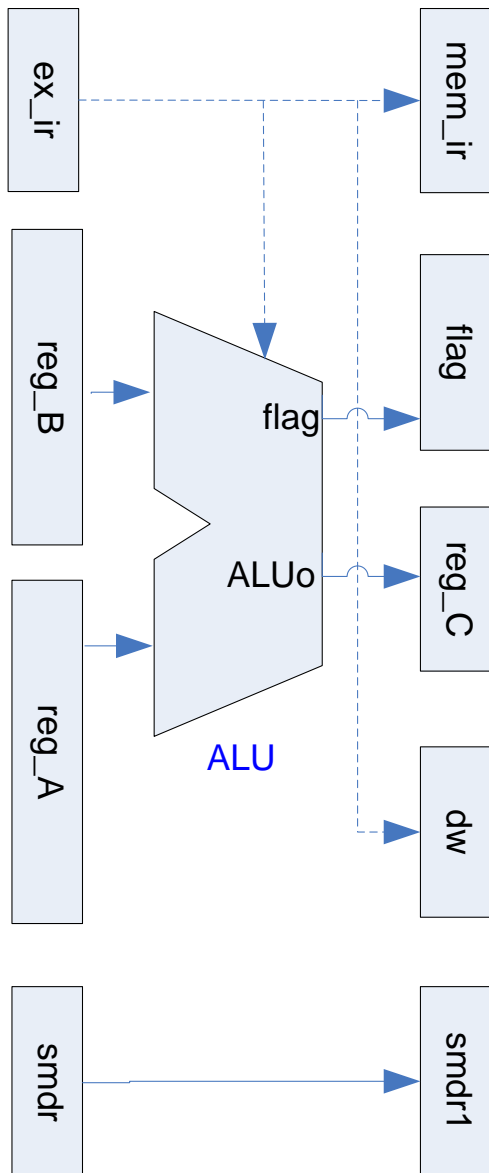 ex_ir
mem_ir
reg_B
flag
flag
ALUo
reg_C
reg_A
ALU
dw
smdr
smdr1